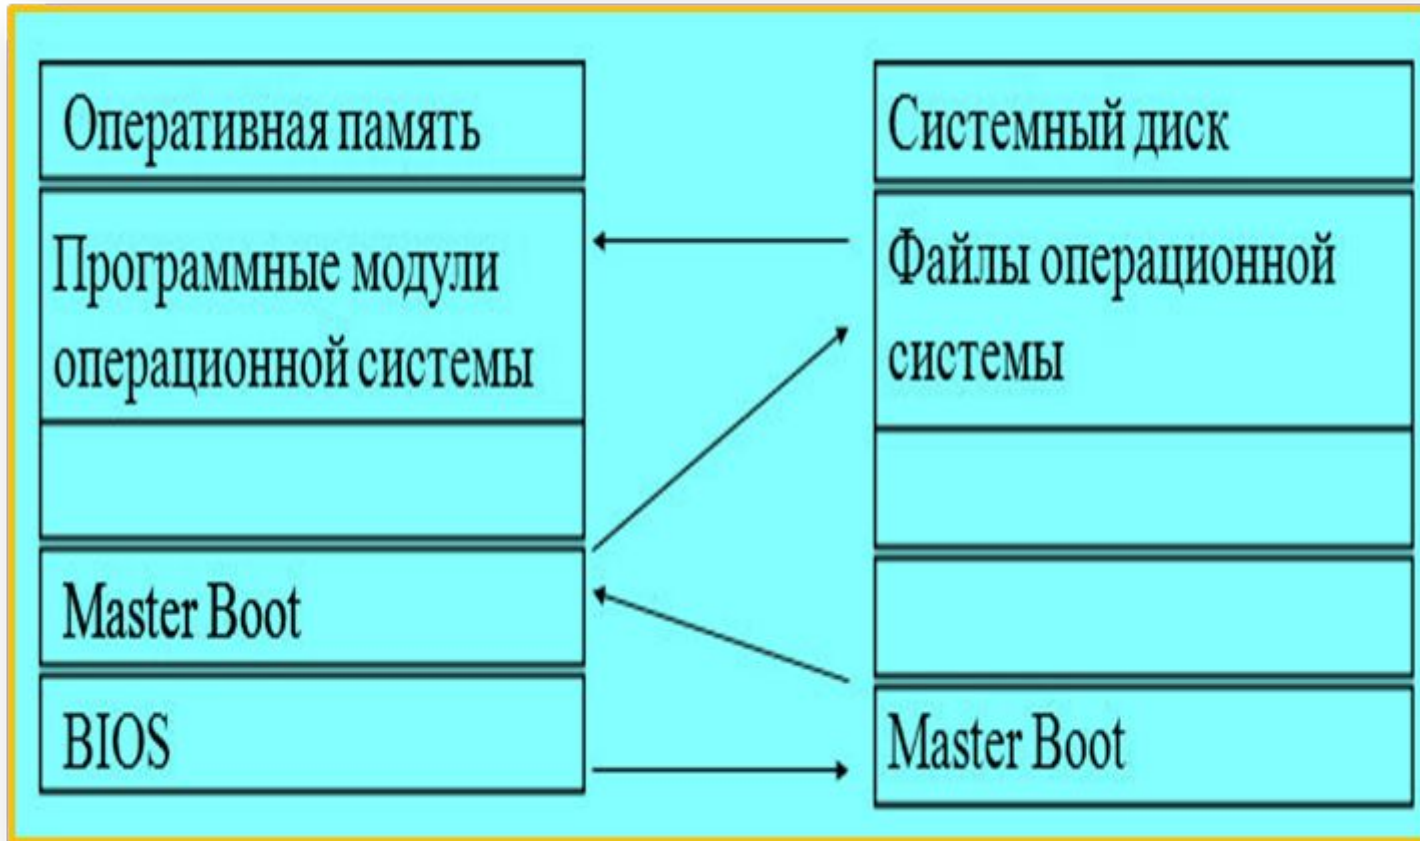 Оперативная память
Программные модули
операционной системы
Master Boot
BIOS
Системный диск
Файлы операционной
системы
Master Boot